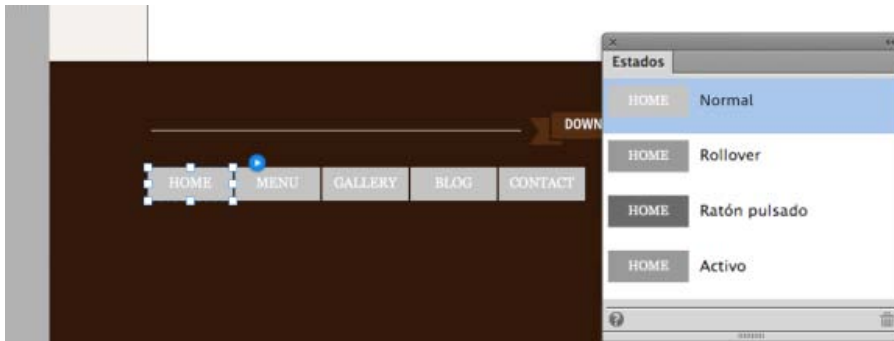 Estados
HOME Normal
DOWN
HOME Rollover
HOME MENU GALLERY BLOG CONTACT
HOME Ratón pulsado
HOME Activo